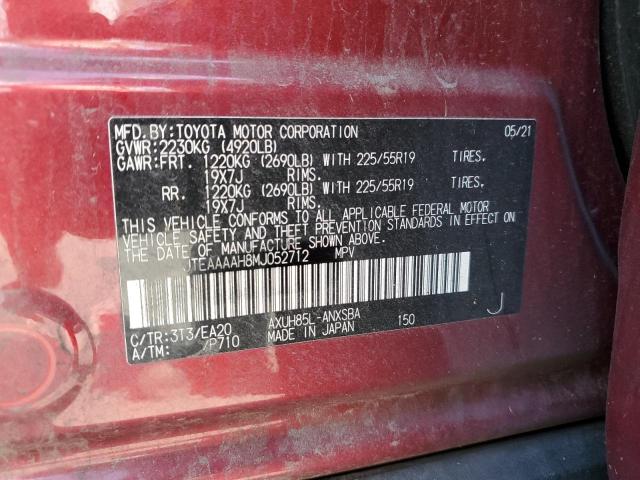 MFD. BY: TOYOTA MOTOR CORPORATION 05/21
GVWR: 2230KG (4920LB)
GAWR: FRT. 1220KG (2690LB) WITH 225/55R19 TIRES.
19X7J RIMS.
RR. 1220KG (2690LB) WITH 225/55R19 TIRES.
19X7J RIMS.
THIS VEHICLE CONFORMS TO ALL APPLICABLE FEDERAL MOTOR
VEHICLE SAFETY AND THEFT PREVENTION STANDARDS IN EFFECT ON
THE DATE OF MANUFACTURE SHOWN ABOVE.
JTEAAAAH8MJ052712 MPV
C/TR: 3T3/EA20 AXUH85L-ANXSBA
A/TM: /P710 MADE IN JAPAN 150 J